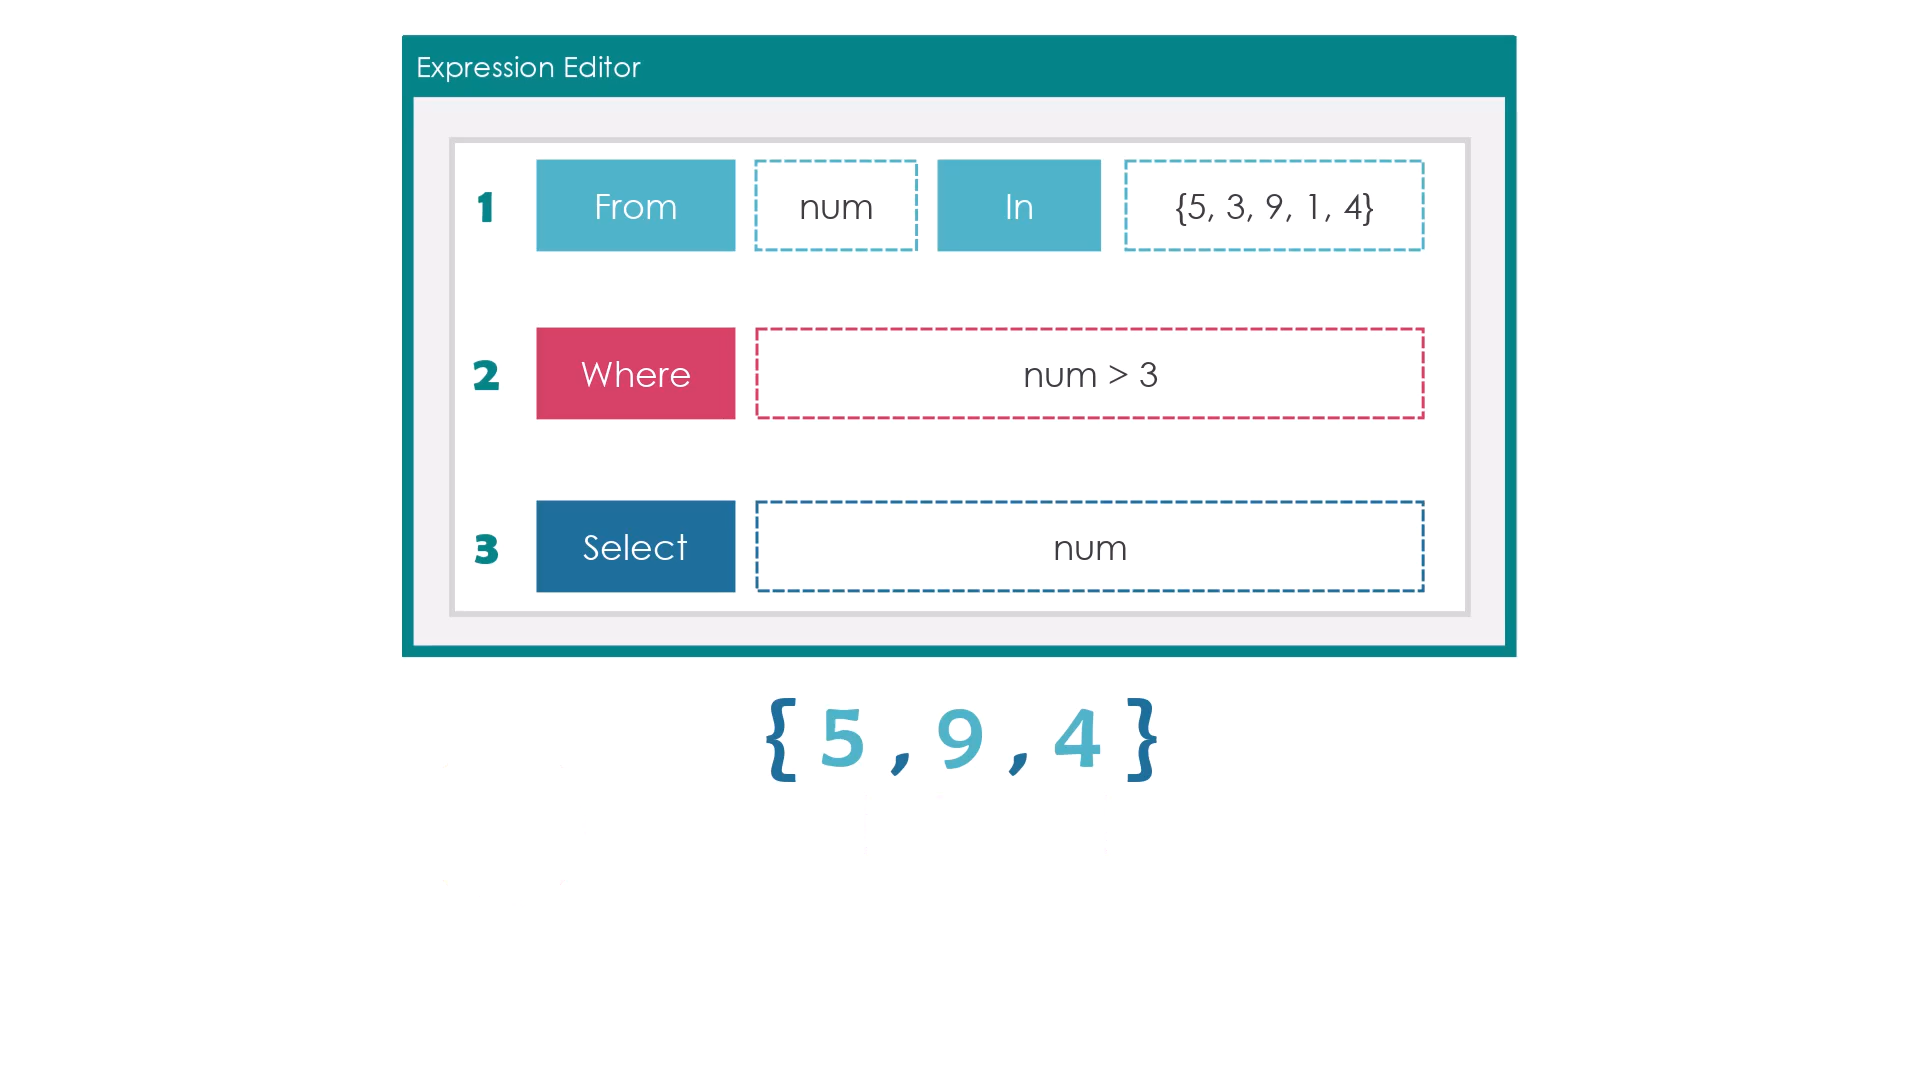 Expression Editor
1 From num In {5, 3, 9, 1, 4}
2 Where num > 3
3 Select num
{5,9,4}